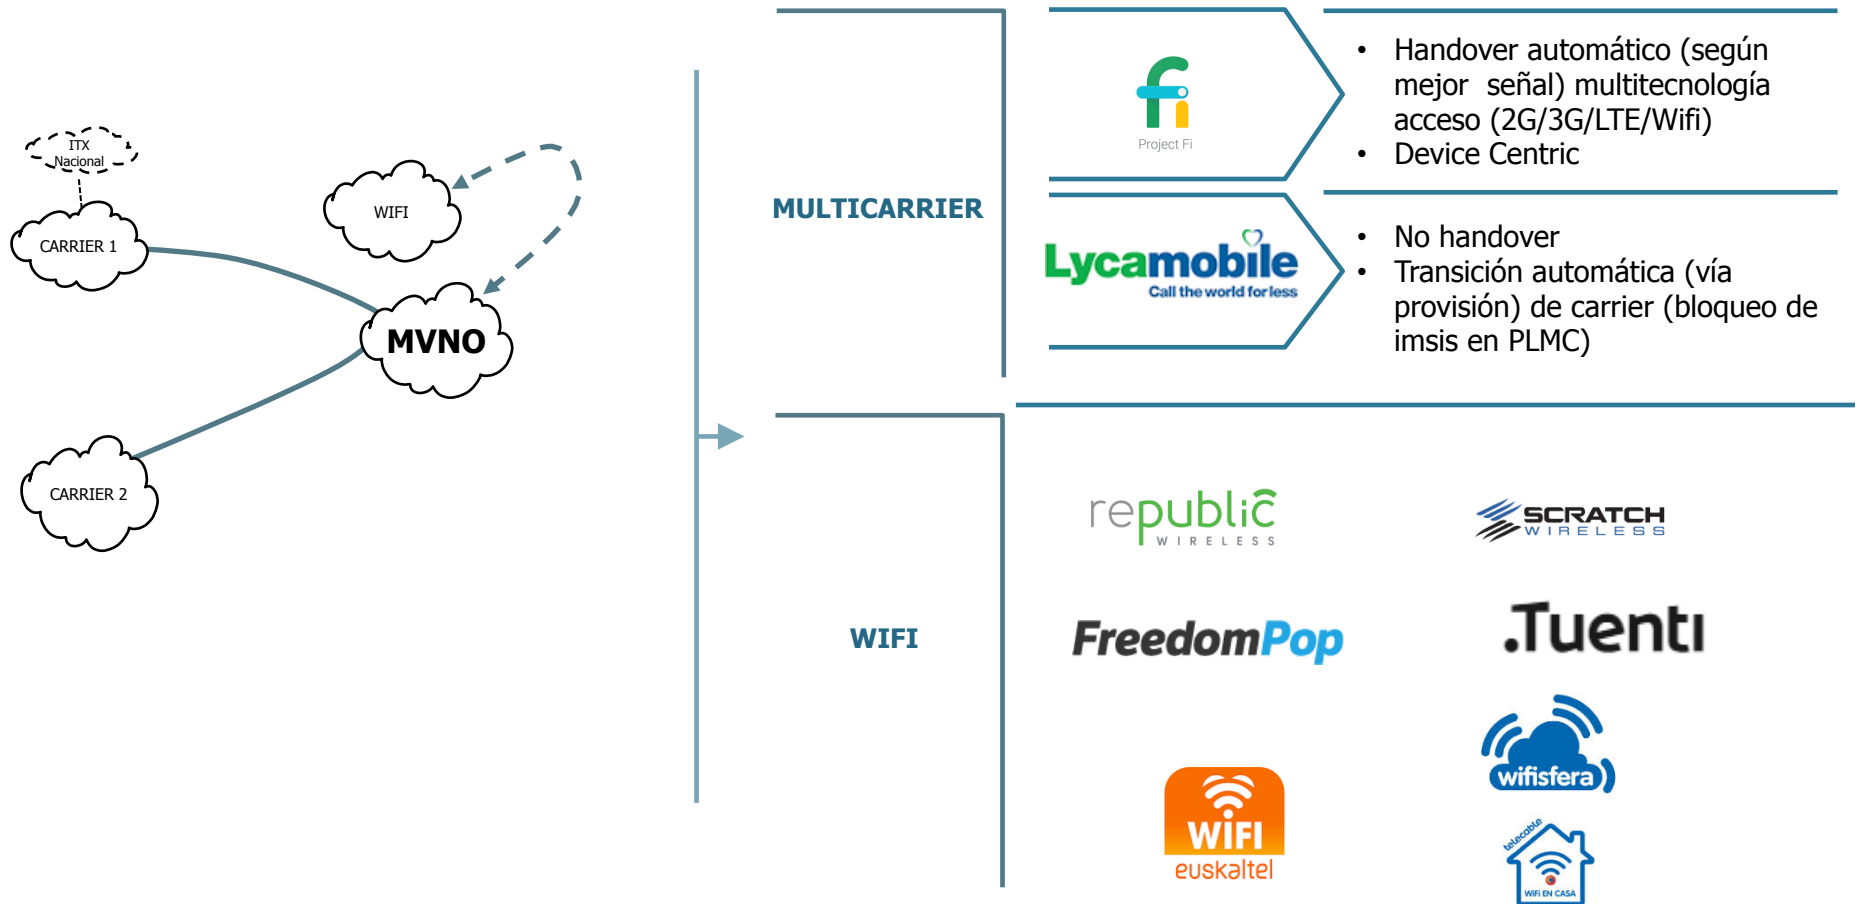 ITX
Nacional
CARRIER 1
WIFI
MVNO
CARRIER 2
MULTICARRIER
Project Fi
• Handover automático (según
mejor señal) multitecnología
acceso (2G/3G/LTE/Wifi)
• Device Centric
Lycamobile
Call the world for less
• No handover
• Transición automática (vía
provisión) de carrier (bloqueo de
imsis en PLMC)
WIFI
republic
WIRELESS
SCRATCH
WIRELESS
FreedomPop
.Tuenti
wifisfera
WiFi
euskaltel
telecable
WiFi EN CASA